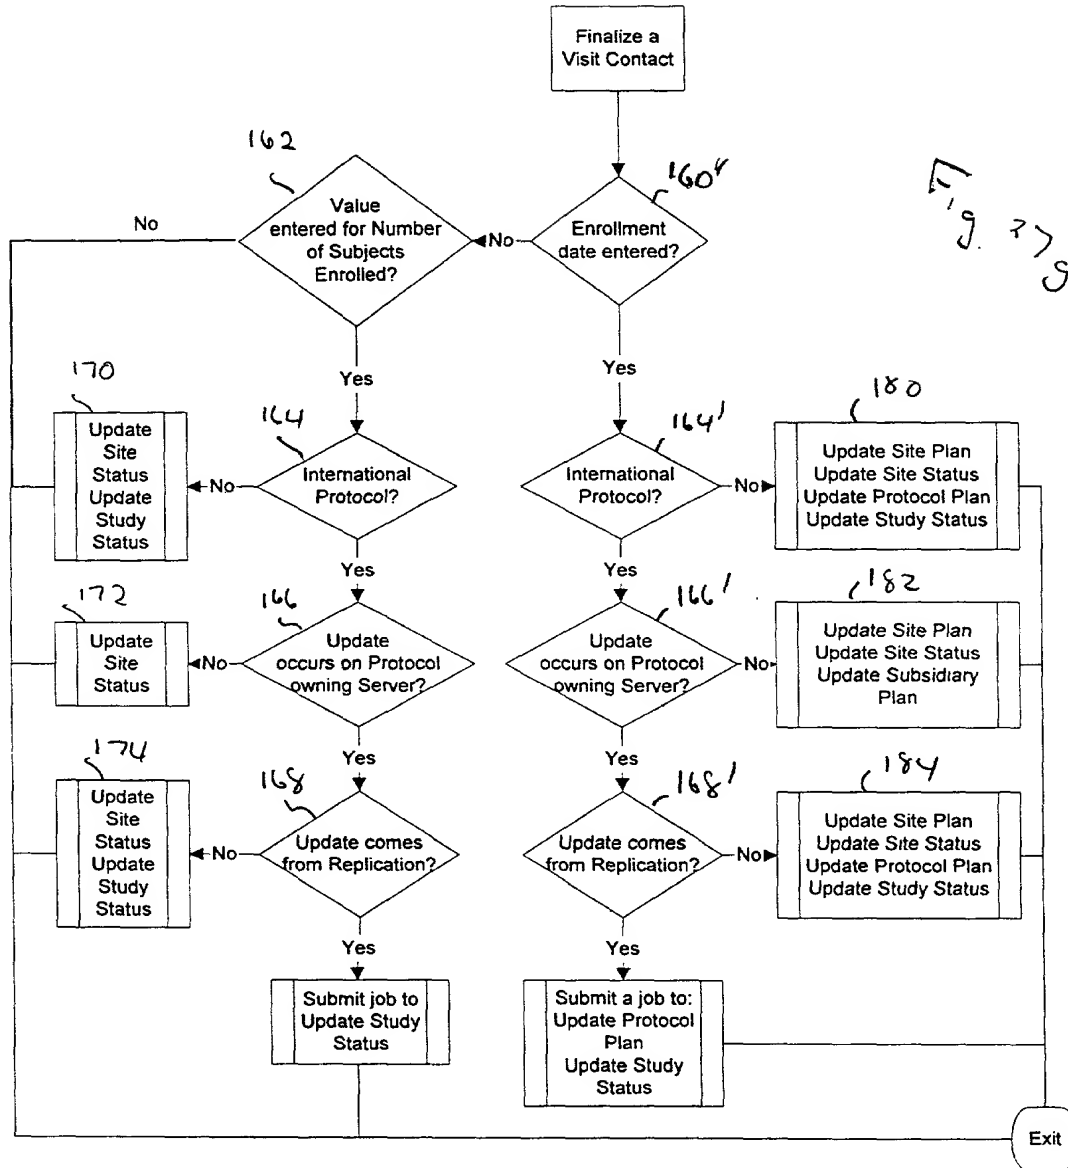 Finalize a
Visit Contact
162
160"
Fig. 37g
Value
entered for Number
of Subjects
Enrolled?
No
No
Enrollment
date entered?
Yes
Yes
170
Update
Site
Status
Update
Study
Status
No
164
International
Protocol?
164'
International
Protocol?
No
180
Update Site Plan
Update Site Status
Update Protocol Plan
Update Study Status
Yes
Yes
172
Update
Site
Status
No
166
Update
occurs on Protocol
owning Server?
166'
Update
occurs on Protocol
owning Server?
No
182
Update Site Plan
Update Site Status
Update Subsidiary
Plan
Yes
Yes
174
Update
Site
Status
Update
Study
Status
No
168
Update comes
from Replication?
168'
Update comes
from Replication?
No
184
Update Site Plan
Update Site Status
Update Protocol Plan
Update Study Status
Yes
Yes
Submit job to
Update Study
Status
Submit a job to:
Update Protocol
Plan
Update Study
Status
Exit